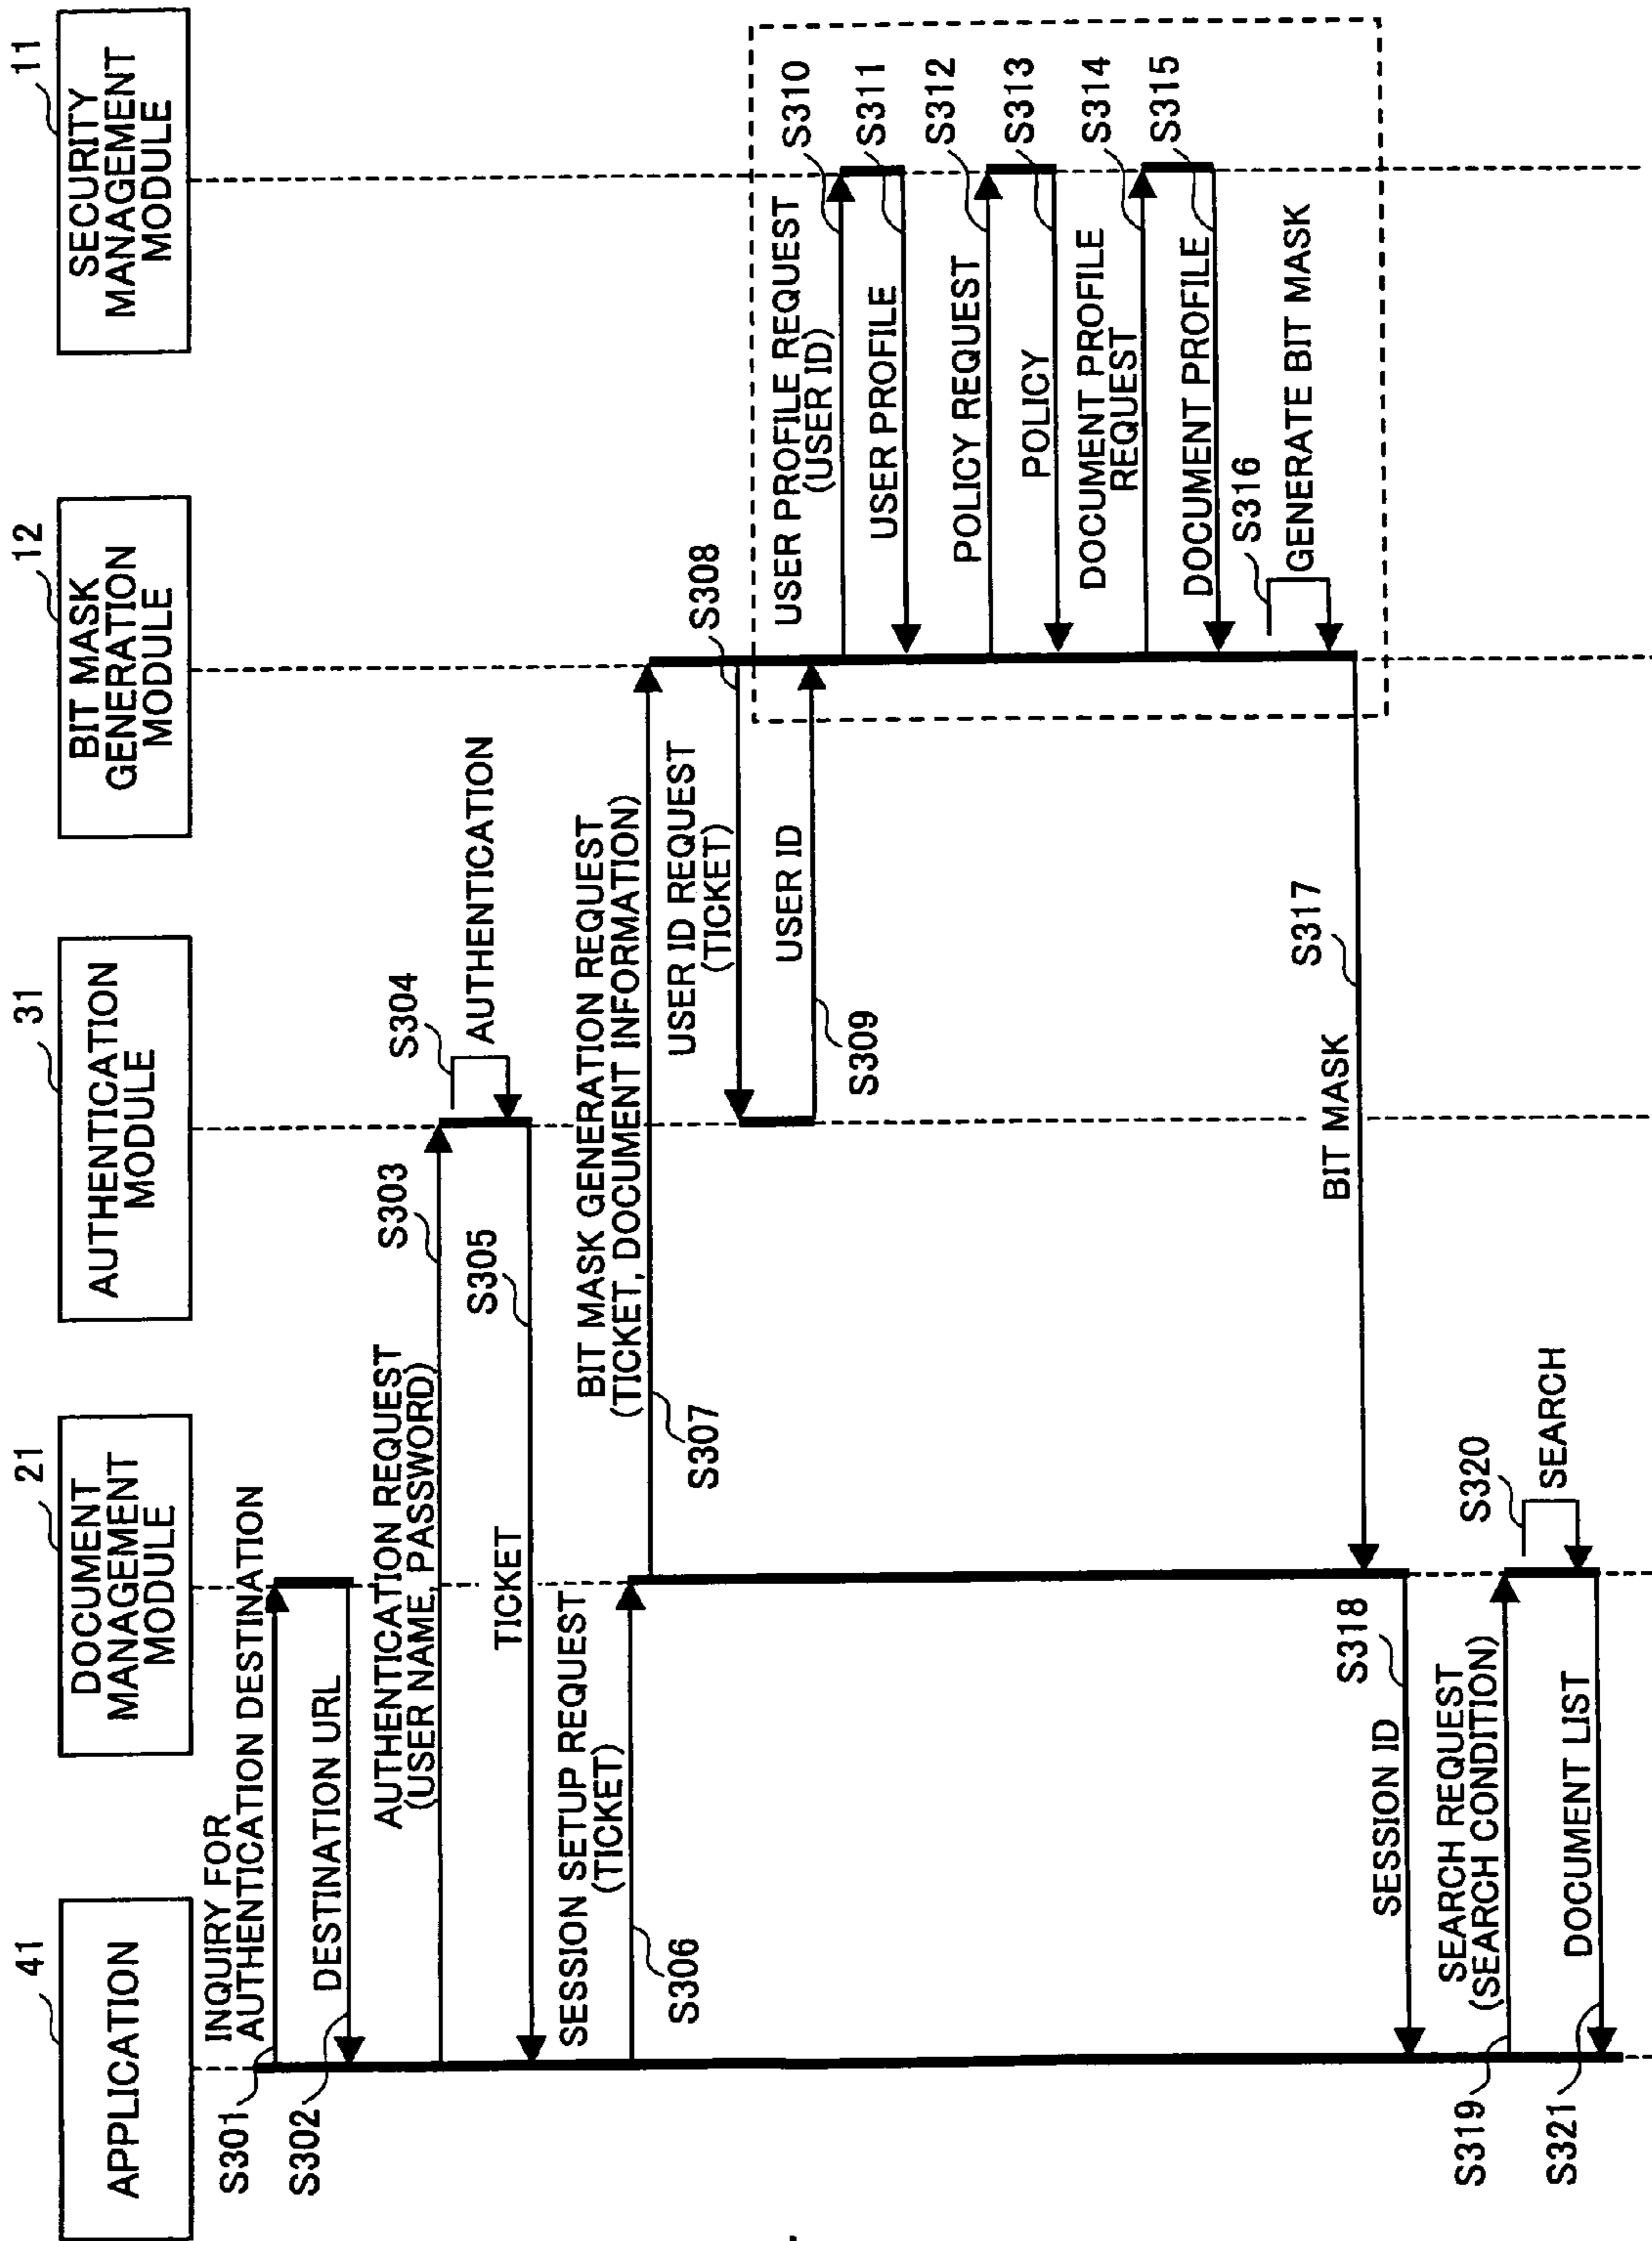 41
APPLICATION
21
DOCUMENT
MANAGEMENT
MODULE
31
AUTHENTICATION
MODULE
12
BIT MASK
GENERATION
MODULE
11
SECURITY
MANAGEMENT
MODULE
S301
INQUIRY FOR
AUTHENTICATION DESTINATION
S302
DESTINATION URL
AUTHENTICATION REQUEST
(USER NAME, PASSWORD)
S303
S304
AUTHENTICATION
S305
TICKET
SESSION SETUP REQUEST
(TICKET)
S306
BIT MASK GENERATION REQUEST
(TICKET, DOCUMENT INFORMATION)
S307
S308
USER ID REQUEST
(TICKET)
USER ID
S309
USER PROFILE REQUEST
(USER ID)
S310
USER PROFILE
S311
POLICY REQUEST
S312
POLICY
S313
DOCUMENT PROFILE
REQUEST
S314
DOCUMENT PROFILE
S315
S316
GENERATE BIT MASK
S317
BIT MASK
S318
SESSION ID
SEARCH REQUEST
(SEARCH CONDITION)
S319
S320
SEARCH
DOCUMENT LIST
S321